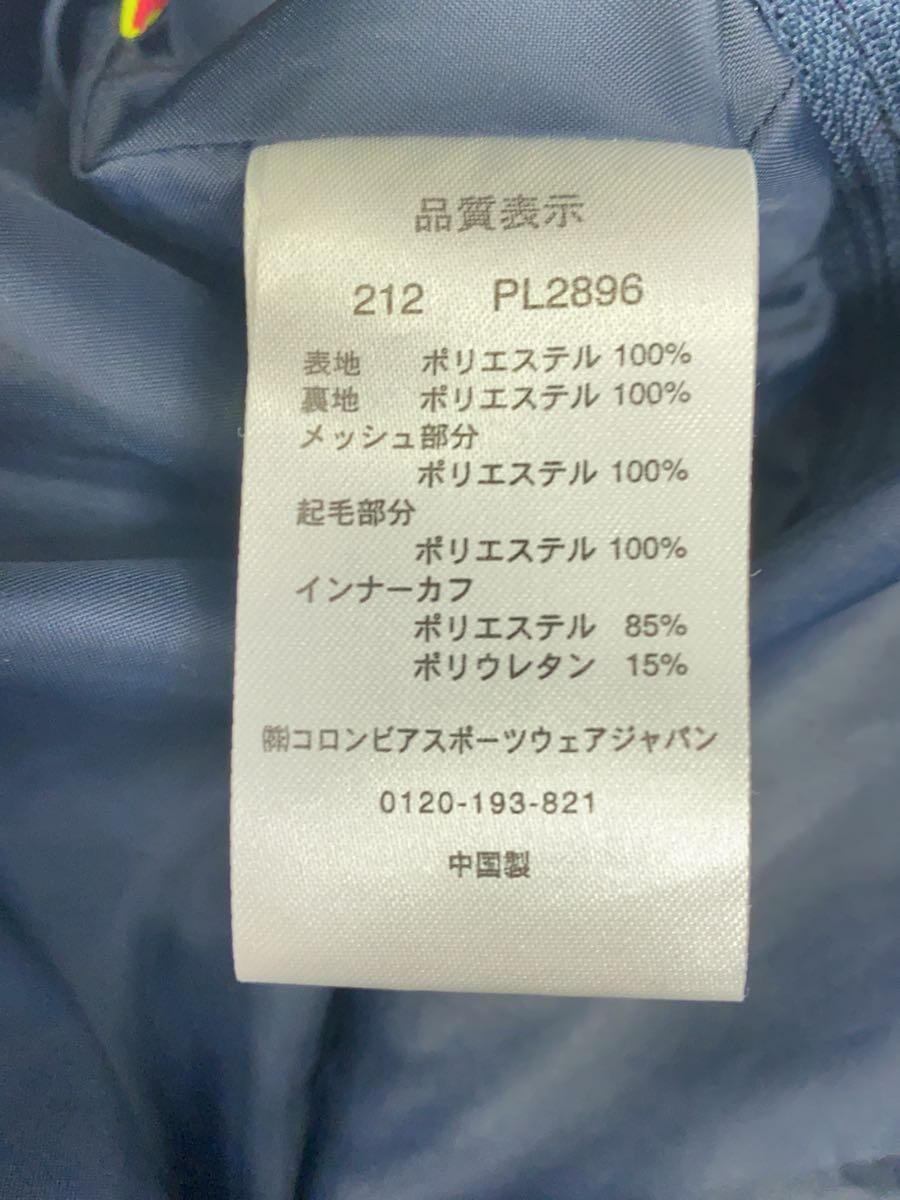 品質表示
212 PL2896
表地 ポリエステル 100%
裏地 ポリエステル 100%
メッシュ部分
ポリエステル 100%
起毛部分
ポリエステル 100%
インナーカフ
ポリエステル 85%
ポリウレタン 15%
㈱コロンビアスポーツウェアジャパン
0120-193-821
中国製